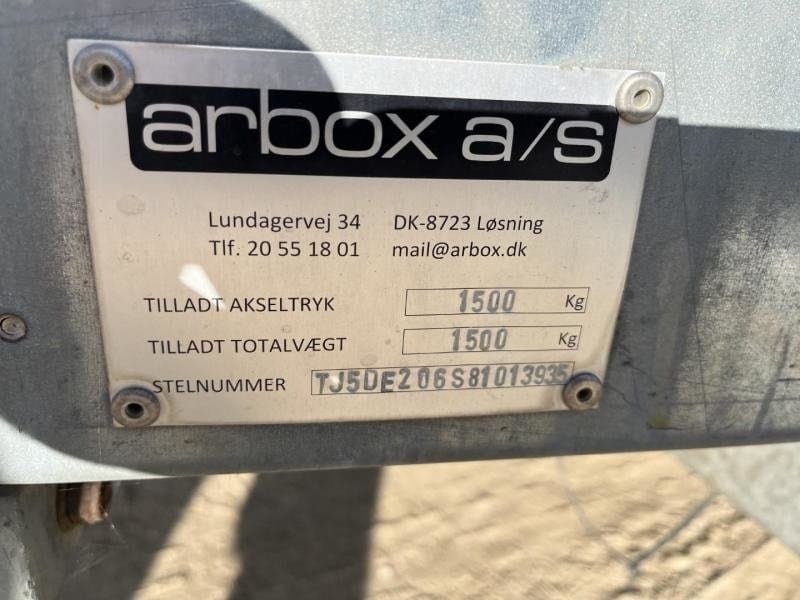 arbox a/s
Lundagervej 34 DK-8723 Løsning
Tlf. 20 55 18 01 mail@arbox.dk
TILLADT AKSELTRYK 1500 Kg
TILLADT TOTALVÆGT 1500 Kg
STELNUMMER TJ5DE206S81013935